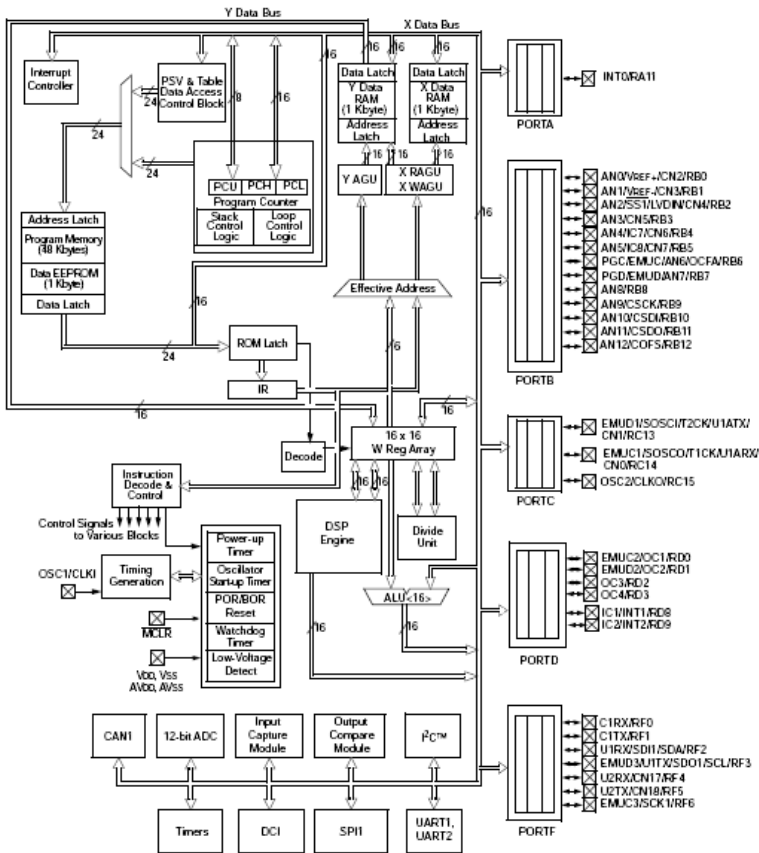 Y Data Bus
X Data Bus
16
16
16
16
16
Interrupt
Controller
PSV & Table
Data Access
Control Block
8
16
24
24
24
Data Latch
Y Data
RAM
(1 Kbyte)
Address
Latch
Data Latch
X Data
RAM
(1 Kbyte)
Address
Latch
16
16
16
Y AGU
X RAGU
X WAGU
PCU
PCH
PCL
Program Counter
Stack
Control
Logic
Loop
Control
Logic
Address Latch
Program Memory
(48 Kbytes)
Data EEPROM
(1 Kbyte)
Data Latch
16
Effective Address
16
24
ROM Latch
16
IR
16
16
16 x 16
W Reg Array
Decode
Instruction
Decode &
Control
Control Signals
to Various Blocks
16
16
DSP
Engine
Divide
Unit
OSC1/CLKI
Timing
Generation
Power-up
Timer
Oscillator
Start-up Timer
POR/BOR
Reset
Watchdog
Timer
Low-Voltage
Detect
MCLR
VDD, VSS
AVDD, AVSS
ALU<16>
16
16
CAN1
12-bit ADC
Input
Capture
Module
Output
Compare
Module
I2C™
Timers
DCI
SPI1
UART1,
UART2
16
INT0/RA11
PORTA
AN0/VREF+/CN2/RB0
AN1/VREF-/CN3/RB1
AN2/SS1/LVDIN/CN4/RB2
AN3/CN5/RB3
AN4/IC7/CN6/RB4
AN5/IC8/CN7/RB5
PGC/EMUC/AN6/OCFA/RB6
PGD/EMUD/AN7/RB7
AN8/RB8
AN9/CSCK/RB9
AN10/CSDI/RB10
AN11/CSDO/RB11
AN12/COFS/RB12
PORTB
EMUD1/SOSCI/T2CK/U1ATX/
CN1/RC13
EMUC1/SOSCO/T1CK/U1ARX/
CN0/RC14
OSC2/CLKO/RC15
PORTC
EMUC2/OC1/RD0
EMUD2/OC2/RD1
OC3/RD2
OC4/RD3
IC1/INT1/RD8
IC2/INT2/RD9
PORTD
C1RX/RF0
C1TX/RF1
U1RX/SDI1/SDA/RF2
EMUD3/U1TX/SDO1/SCL/RF3
U2RX/CN17/RF4
U2TX/CN18/RF5
EMUC3/SCK1/RF6
PORTF